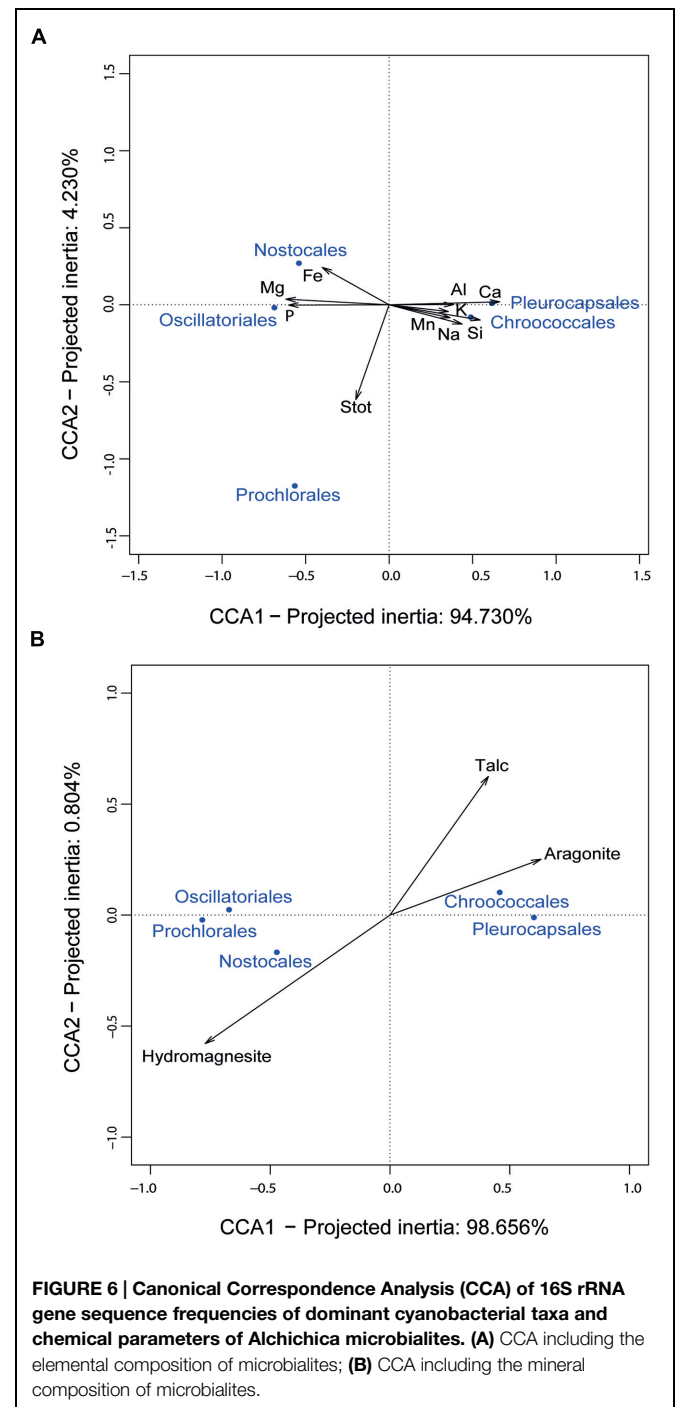 A
CCA2 – Projected inertia: 4.230%
1.5
1.0
0.5
0.0
-0.5
-1.0
-1.5
Nostocales
Fe
Mg
Al Ca
Oscillatoriales
P
K
Pleurocapsales
Mn
Na
Si
Chroococcales
Stot
Prochlorales
−1.5 −1.0 −0.5 0.0 0.5 1.0 1.5
CCA1 – Projected inertia: 94.730%
B
CCA2 – Projected inertia: 0.804%
1.0
0.5
0.0
-0.5
-1.0
Talc
Aragonite
Oscillatoriales
Chroococcales
Prochlorales
Pleurocapsales
Nostocales
Hydromagnesite
−1.0 −0.5 0.0 0.5 1.0
CCA1 – Projected inertia: 98.656%
FIGURE 6 | Canonical Correspondence Analysis (CCA) of 16S rRNA
gene sequence frequencies of dominant cyanobacterial taxa and
chemical parameters of Alchichica microbialites. (A) CCA including the
elemental composition of microbialites; (B) CCA including the mineral
composition of microbialites.